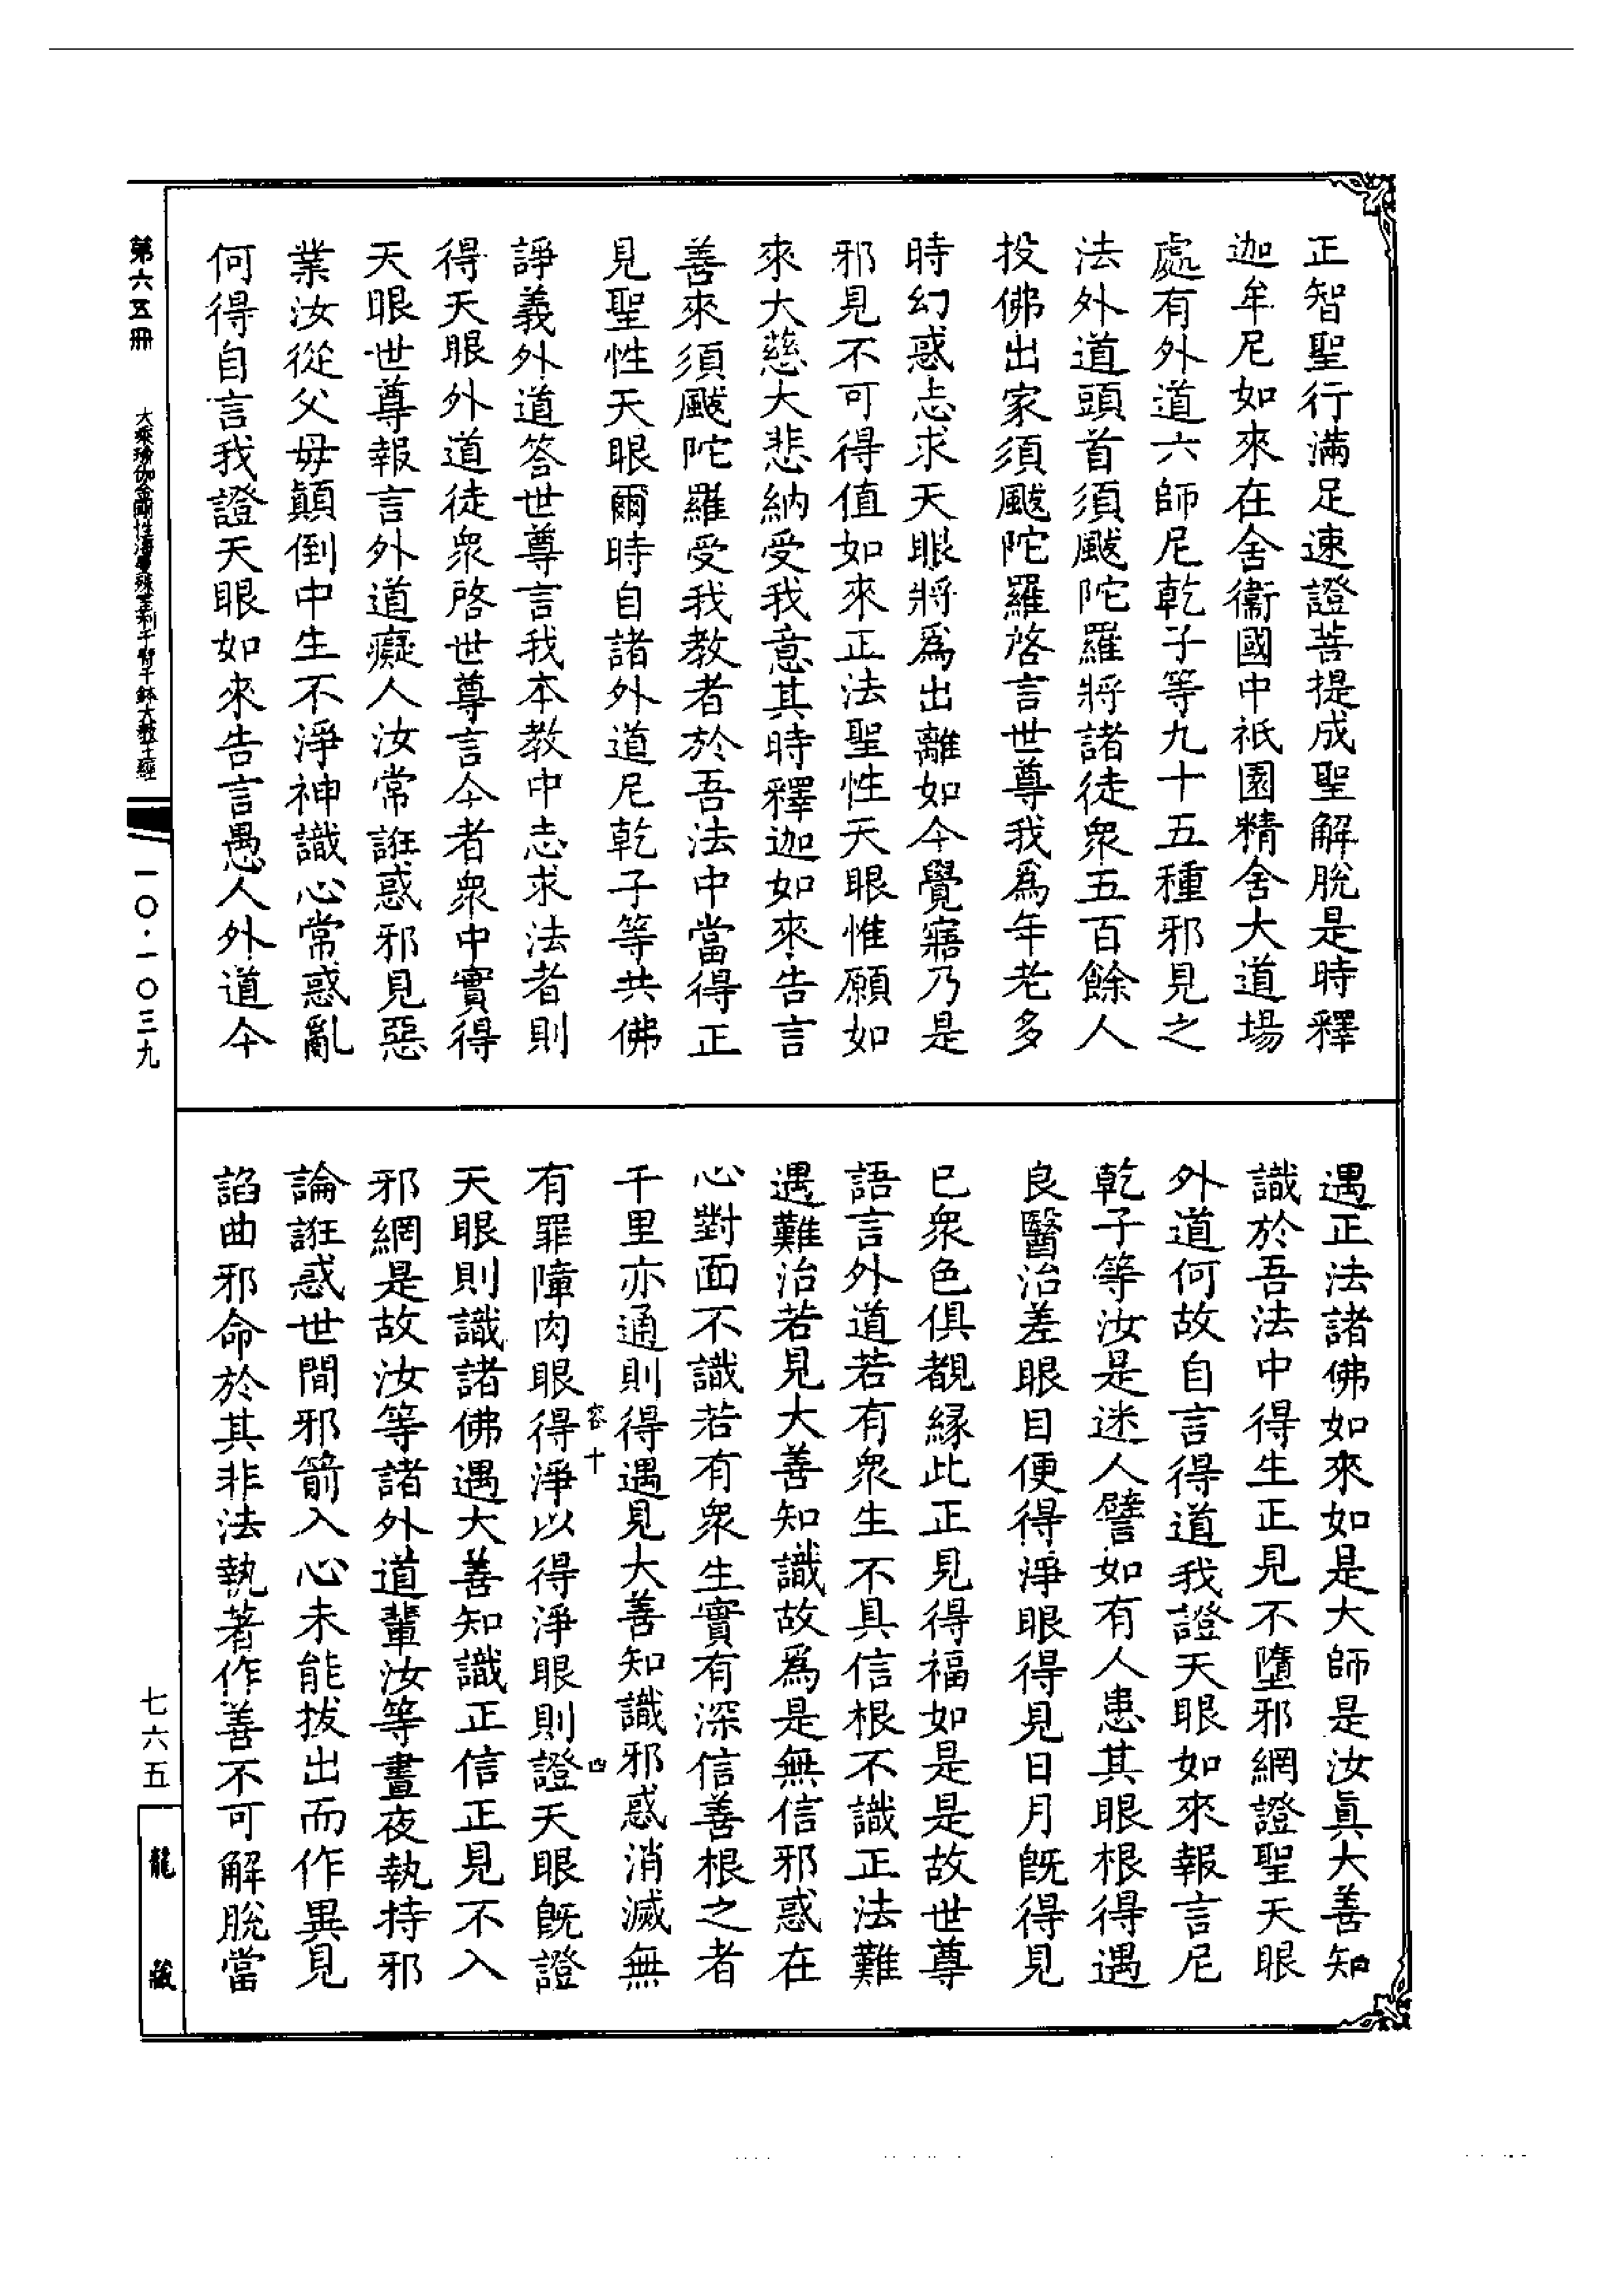 正智聖行滿足速證菩提成聖解脫是時釋
迦牟尼如來在舍衞國中祇園精舍大道場
處有外道六師尼乾子等九十五種邪見之
法外道頭首須颰陀羅將諸徒衆五百餘人
投佛出家須颰陀羅啓言世尊我爲年老多
時幻惑忘求天眼將爲出離如今覺寤乃是
邪見不可得值如來正法聖性天眼惟願如
來大慈大悲納受我意其時釋迦如來告言
善來須颰陀羅受我教者於吾法中當得正
見聖性天眼爾時自諸外道尼乾子等共佛
諍義外道答世尊言我本教中志求法者則
得天眼外道徒衆啓世尊言今者衆中實得
天眼世尊報言外道癡人汝常誑惑邪見惡
業汝從父母顛倒中生不淨神識心常惑亂
何得自言我證天眼如來告言愚人外道今
遇正法諸佛如來如是大師是汝眞大善知
識於吾法中得生正見不墮邪網證聖天眼
外道何故自言得道我證天眼如來報言尼
乾子等汝是迷人譬如有人患其眼根得遇
良醫治差眼目便得淨眼得見日月旣得見
已衆色俱覩緣此正見得福如是是故世尊
語言外道若有衆生不具信根不識正法難
遇難治若見大善知識故爲是無信邪惑在
心對面不識若有衆生實有深信善根之者
千里亦通則得遇見大善知識邪惑消滅無
容十 四
有罪障肉眼得淨以得淨眼則證天眼旣證
天眼則識諸佛遇大善知識正信正見不入
邪網是故汝等諸外道輩汝等晝夜執持邪
論誑惑世間邪箭入心未能拔出而作異見
諂曲邪命於其非法執著作善不可解脫當
第六五冊 大乘瑜伽金剛性海曼殊室利千臂千鉢大教王經 一〇·一〇三九
七六五 龍藏